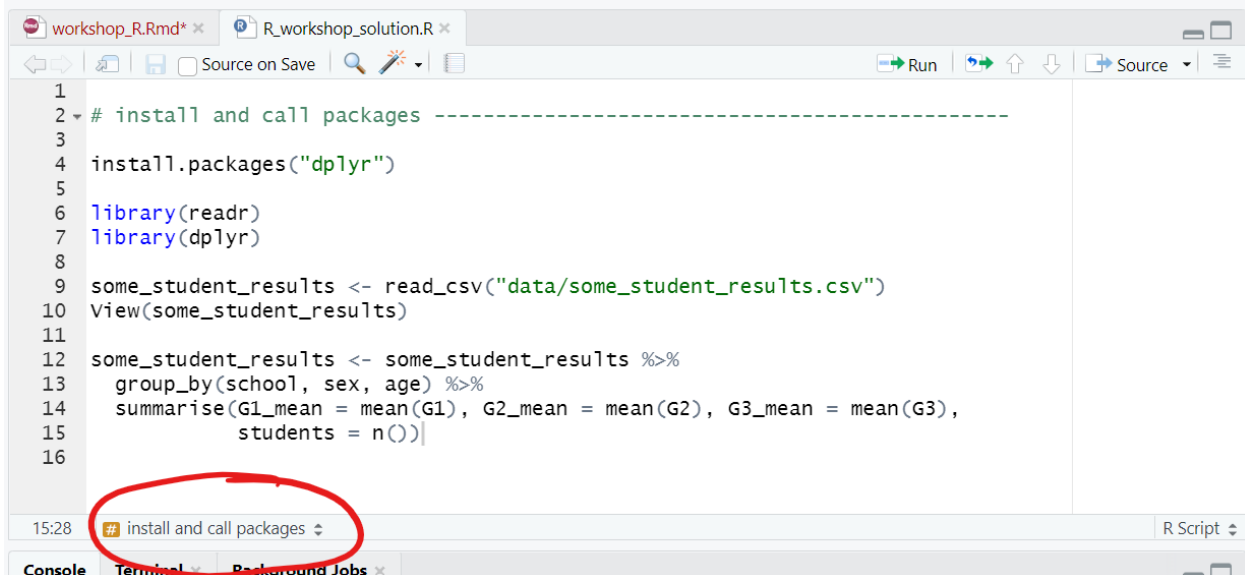 workshop_R.Rmd* × R_workshop_solution.R ×
Source on Save Run Source
1
2 # install and call packages -----------------------------------------------
3
4 install.packages("dplyr")
5
6 library(readr)
7 library(dplyr)
8
9 some_student_results <- read_csv("data/some_student_results.csv")
10 View(some_student_results)
11
12 some_student_results <- some_student_results %>%
13 group_by(school, sex, age) %>%
14 summarise(G1_mean = mean(G1), G2_mean = mean(G2), G3_mean = mean(G3),
15 students = n())
16
15:28 # install and call packages R Script
Console Terminal × Background Jobs ×